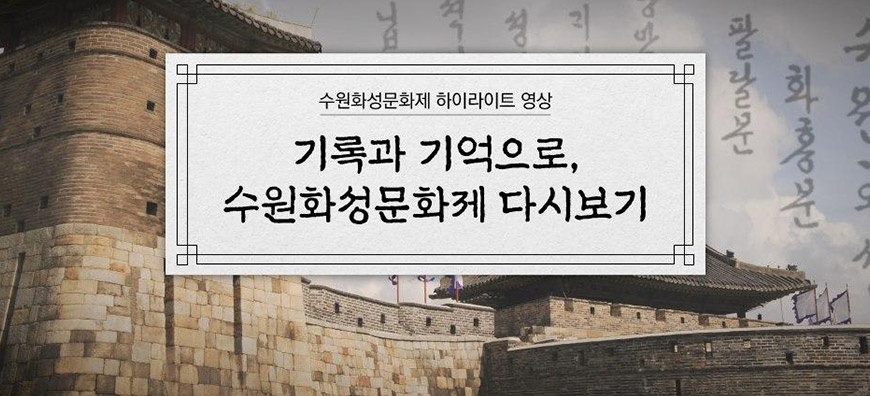 수원화성문화제 하이라이트 영상
기록과 기억으로,
수원화성문화제 다시보기
팔달문
화홍문